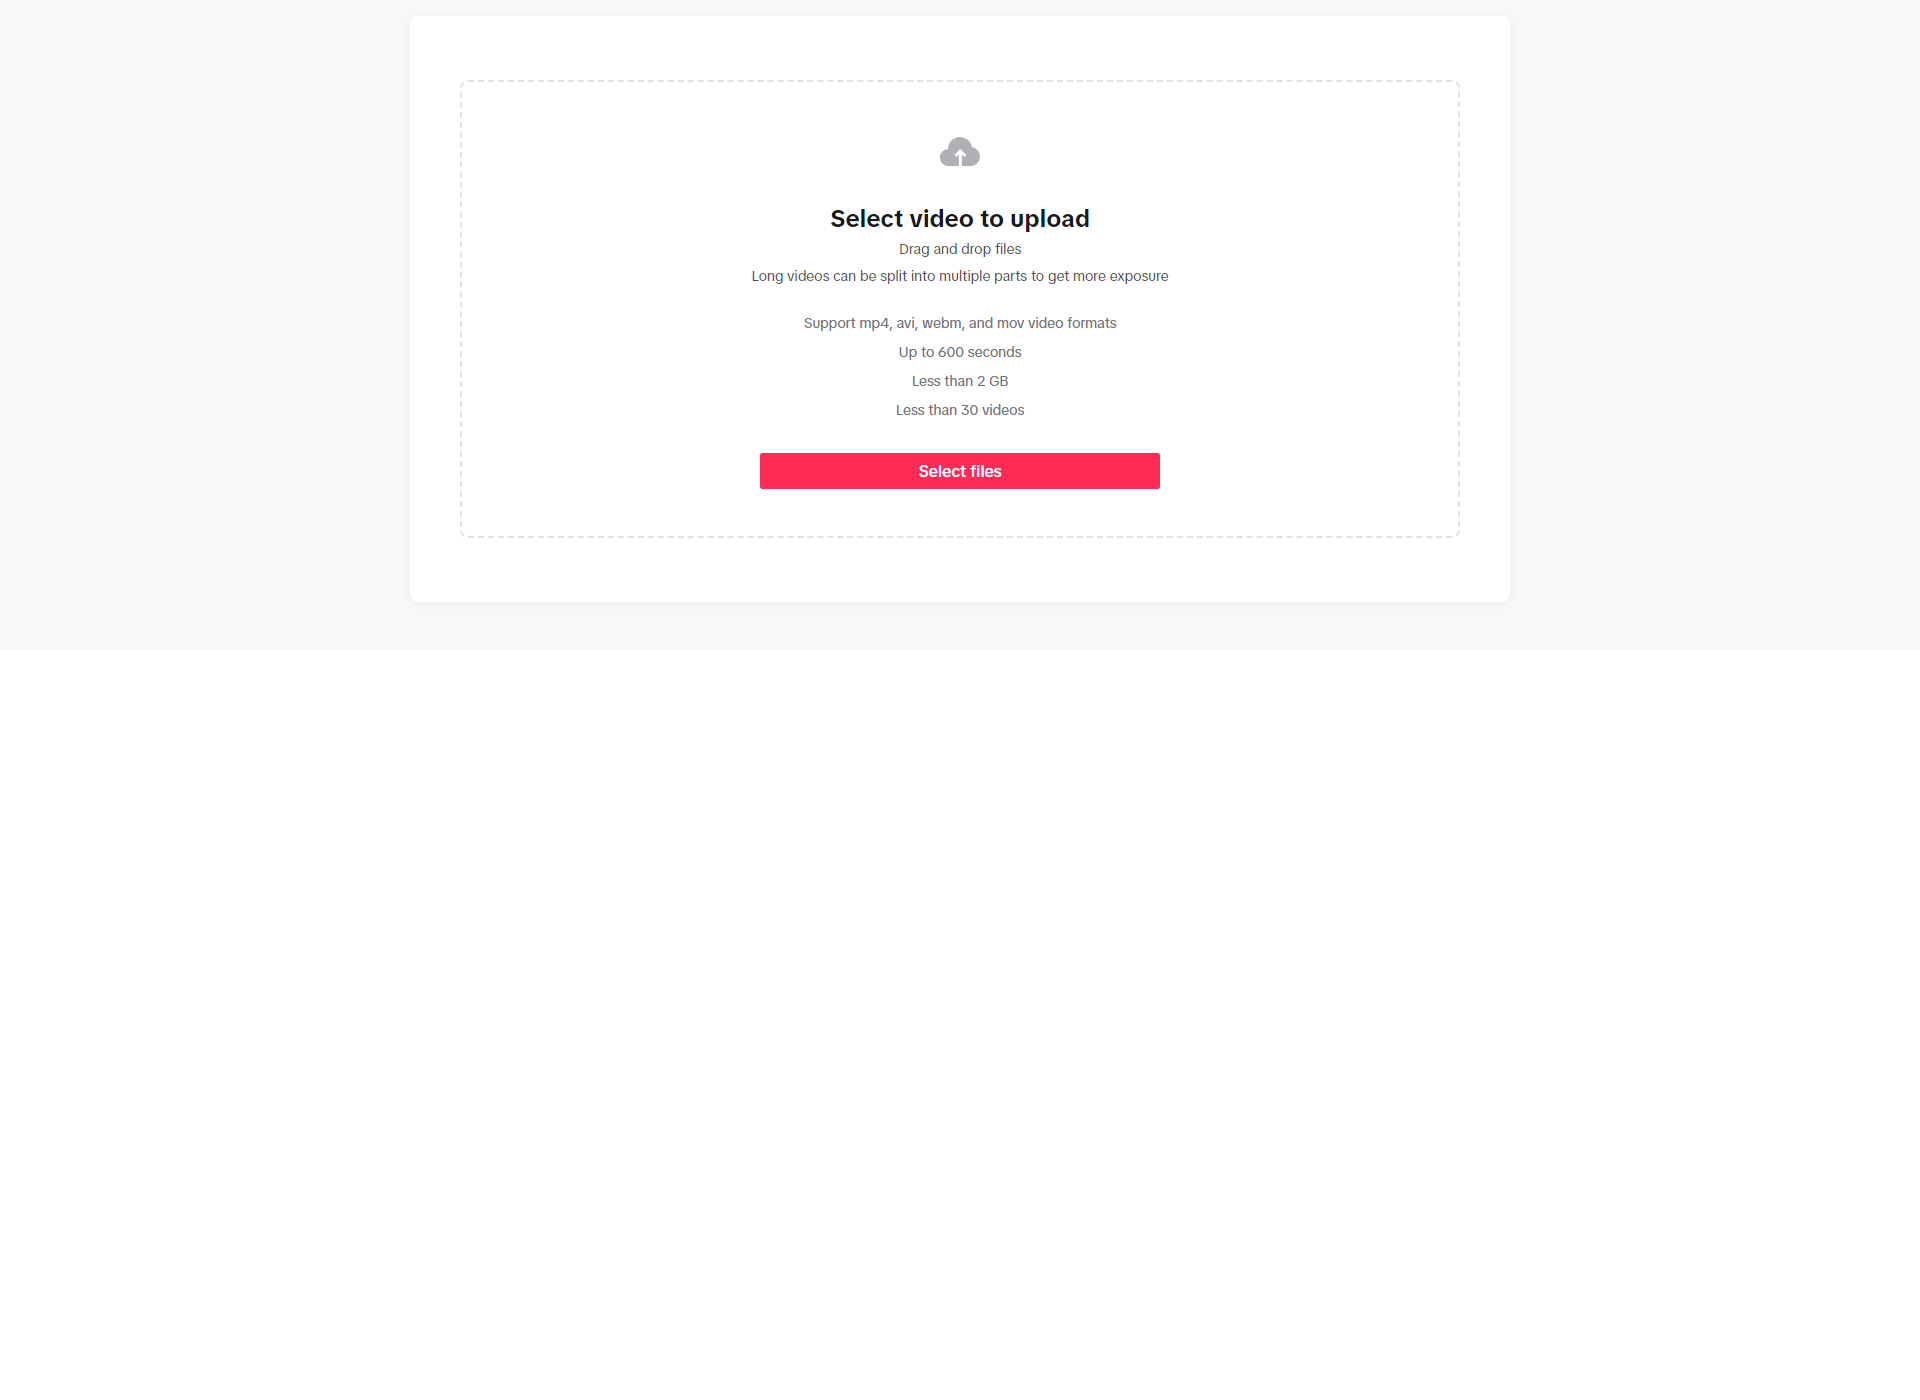 Select video to upload
Drag and drop files
Long videos can be split into multiple parts to get more exposure
Support mp4, avi, webm, and mov video formats
Up to 600 seconds
Less than 2 GB
Less than 30 videos
Select files